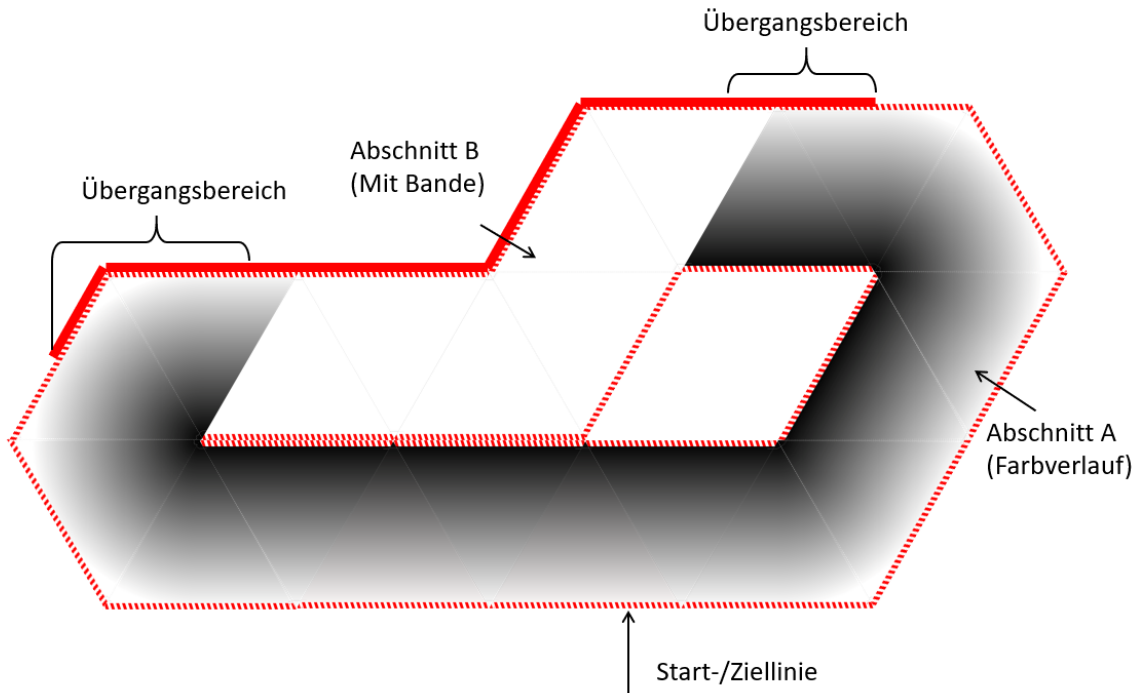 Übergangsbereich
Abschnitt B
(Mit Bande)
Übergangsbereich
Abschnitt A
(Farbverlauf)
Start-/Ziellinie